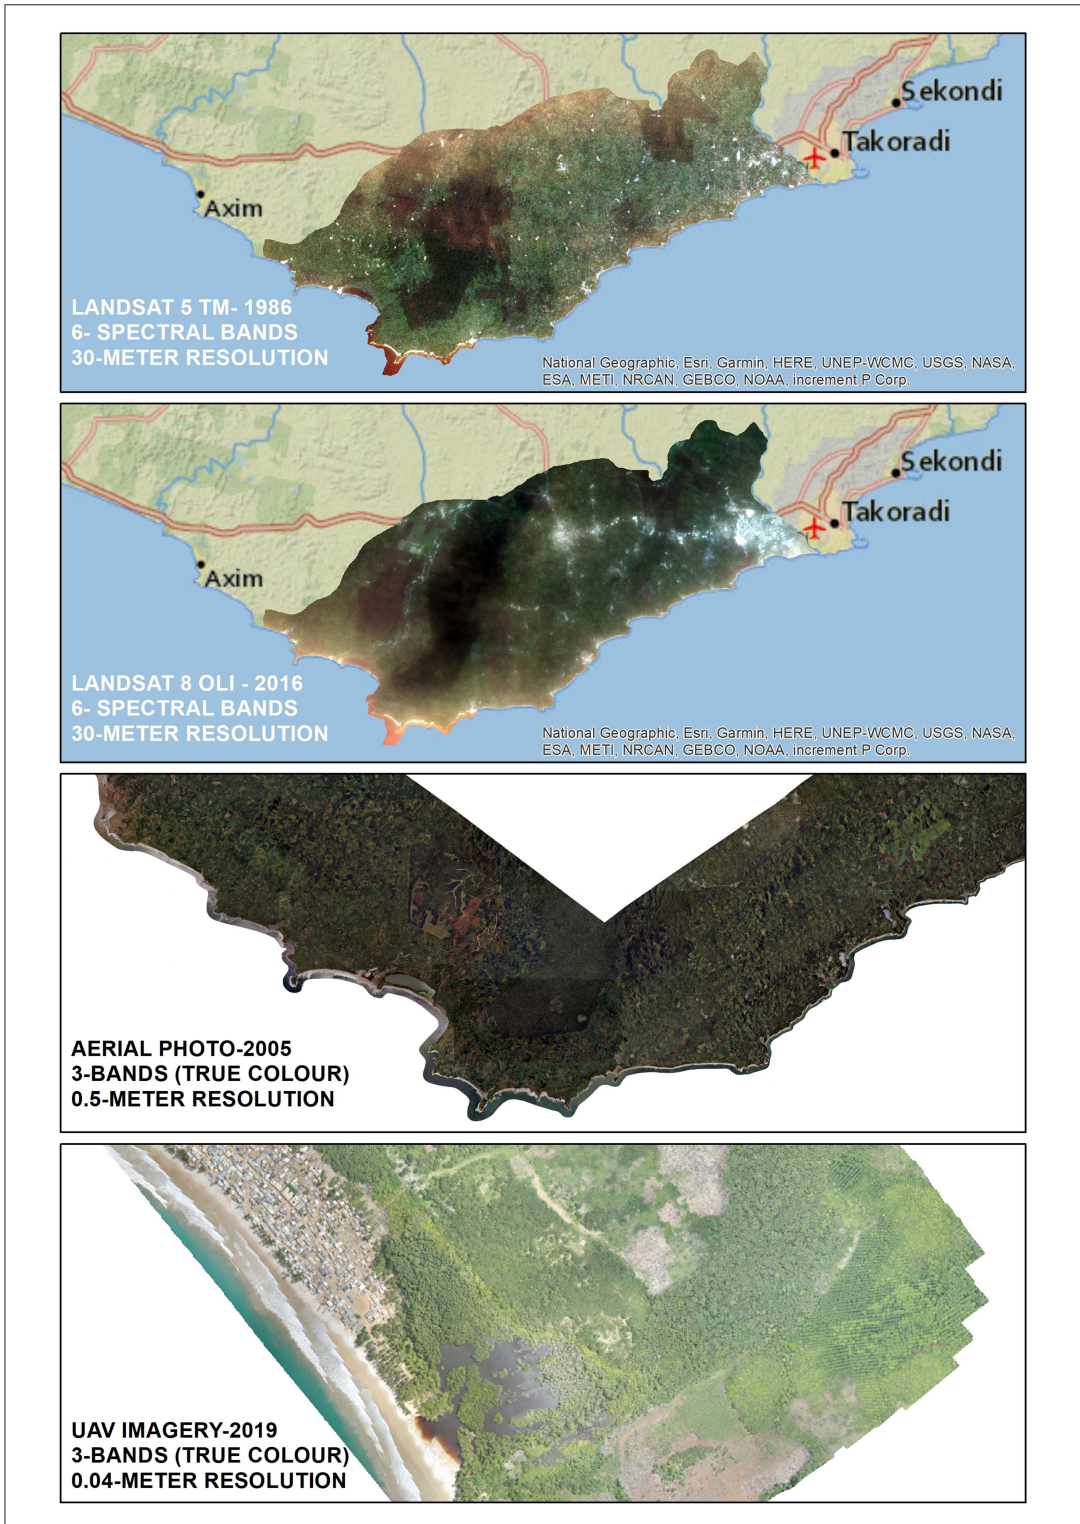 Sekondi
Takoradi
Axim
LANDSAT 5 TM- 1986
6- SPECTRAL BANDS
30-METER RESOLUTION
National Geographic, Esri, Garmin, HERE, UNEP-WCMC, USGS, NASA,
ESA, METI, NRCAN, GEBCO, NOAA, increment P Corp.
Sekondi
Takoradi
Axim
LANDSAT 8 OLI - 2016
6- SPECTRAL BANDS
30-METER RESOLUTION
National Geographic, Esri, Garmin, HERE, UNEP-WCMC, USGS, NASA,
ESA, METI, NRCAN, GEBCO, NOAA, increment P Corp.
AERIAL PHOTO-2005
3-BANDS (TRUE COLOUR)
0.5-METER RESOLUTION
UAV IMAGERY-2019
3-BANDS (TRUE COLOUR)
0.04-METER RESOLUTION